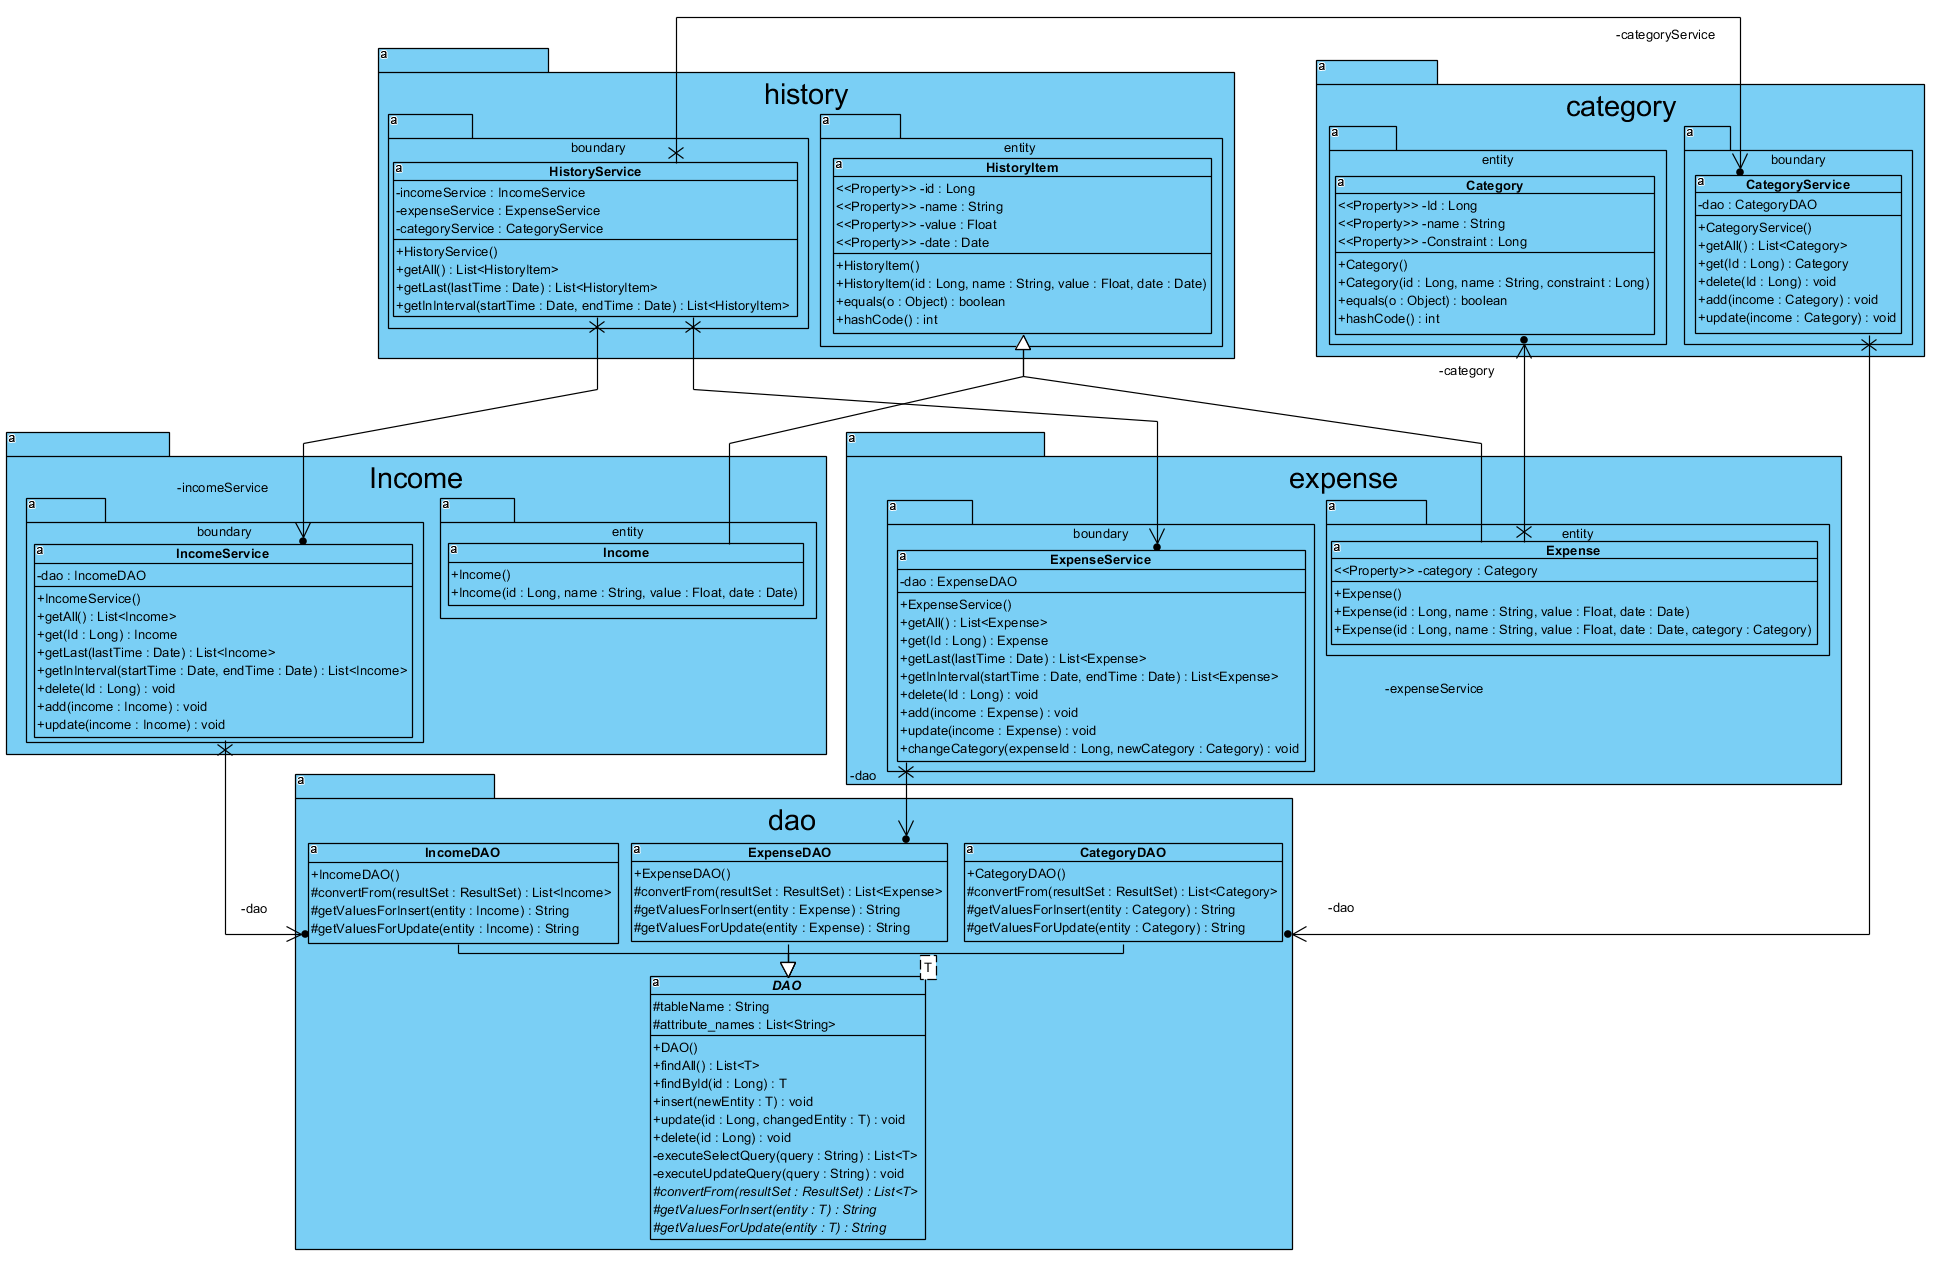 -categoryService
a
history
a
boundary
a
HistoryService
-incomeService : IncomeService
-expenseService : ExpenseService
-categoryService : CategoryService
+HistoryService()
+getAll() : List<HistoryItem>
+getLast(lastTime : Date) : List<HistoryItem>
+getInInterval(startTime : Date, endTime : Date) : List<HistoryItem>
a
entity
a
HistoryItem
<<Property>> -id : Long
<<Property>> -name : String
<<Property>> -value : Float
<<Property>> -date : Date
+HistoryItem()
+HistoryItem(id : Long, name : String, value : Float, date : Date)
+equals(o : Object) : boolean
+hashCode() : int
a
category
a
entity
a
Category
<<Property>> -Id : Long
<<Property>> -name : String
<<Property>> -Constraint : Long
+Category()
+Category(id : Long, name : String, constraint : Long)
+equals(o : Object) : boolean
+hashCode() : int
a
boundary
a
CategoryService
-dao : CategoryDAO
+CategoryService()
+getAll() : List<Category>
+get(Id : Long) : Category
+delete(Id : Long) : void
+add(income : Category) : void
+update(income : Category) : void
-category
a
Income
-incomeService
a
boundary
a
IncomeService
-dao : IncomeDAO
+IncomeService()
+getAll() : List<Income>
+get(Id : Long) : Income
+getLast(lastTime : Date) : List<Income>
+getInInterval(startTime : Date, endTime : Date) : List<Income>
+delete(Id : Long) : void
+add(income : Income) : void
+update(income : Income) : void
a
entity
a
Income
+Income()
+Income(id : Long, name : String, value : Float, date : Date)
a
expense
a
boundary
a
ExpenseService
-dao : ExpenseDAO
+ExpenseService()
+getAll() : List<Expense>
+get(Id : Long) : Expense
+getLast(lastTime : Date) : List<Expense>
+getInInterval(startTime : Date, endTime : Date) : List<Expense>
+delete(Id : Long) : void
+add(income : Expense) : void
+update(income : Expense) : void
+changeCategory(expenseId : Long, newCategory : Category) : void
a
entity
a
Expense
<<Property>> -category : Category
+Expense()
+Expense(id : Long, name : String, value : Float, date : Date)
+Expense(id : Long, name : String, value : Float, date : Date, category : Category)
-expenseService
-dao
a
dao
-dao
a
IncomeDAO
+IncomeDAO()
#convertFrom(resultSet : ResultSet) : List<Income>
#getValuesForInsert(entity : Income) : String
#getValuesForUpdate(entity : Income) : String
a
ExpenseDAO
+ExpenseDAO()
#convertFrom(resultSet : ResultSet) : List<Expense>
#getValuesForInsert(entity : Expense) : String
#getValuesForUpdate(entity : Expense) : String
a
CategoryDAO
+CategoryDAO()
#convertFrom(resultSet : ResultSet) : List<Category>
#getValuesForInsert(entity : Category) : String
#getValuesForUpdate(entity : Category) : String
-dao
T
a
DAO
#tableName : String
#attribute_names : List<String>
+DAO()
+findAll() : List<T>
+findById(id : Long) : T
+insert(newEntity : T) : void
+update(id : Long, changedEntity : T) : void
+delete(id : Long) : void
-executeSelectQuery(query : String) : List<T>
-executeUpdateQuery(query : String) : void
#convertFrom(resultSet : ResultSet) : List<T>
#getValuesForInsert(entity : T) : String
#getValuesForUpdate(entity : T) : String